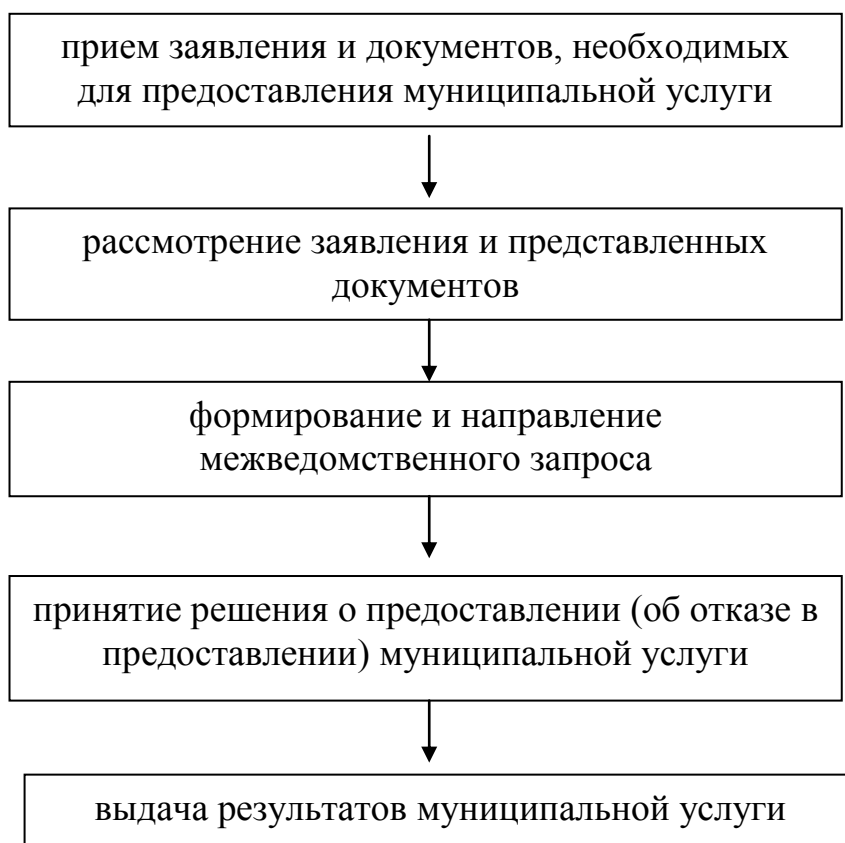 прием заявления и документов, необходимых
для предоставления муниципальной услуги
рассмотрение заявления и представленных
документов
формирование и направление
межведомственного запроса
принятие решения о предоставлении (об отказе в
предоставлении) муниципальной услуги
выдача результатов муниципальной услуги